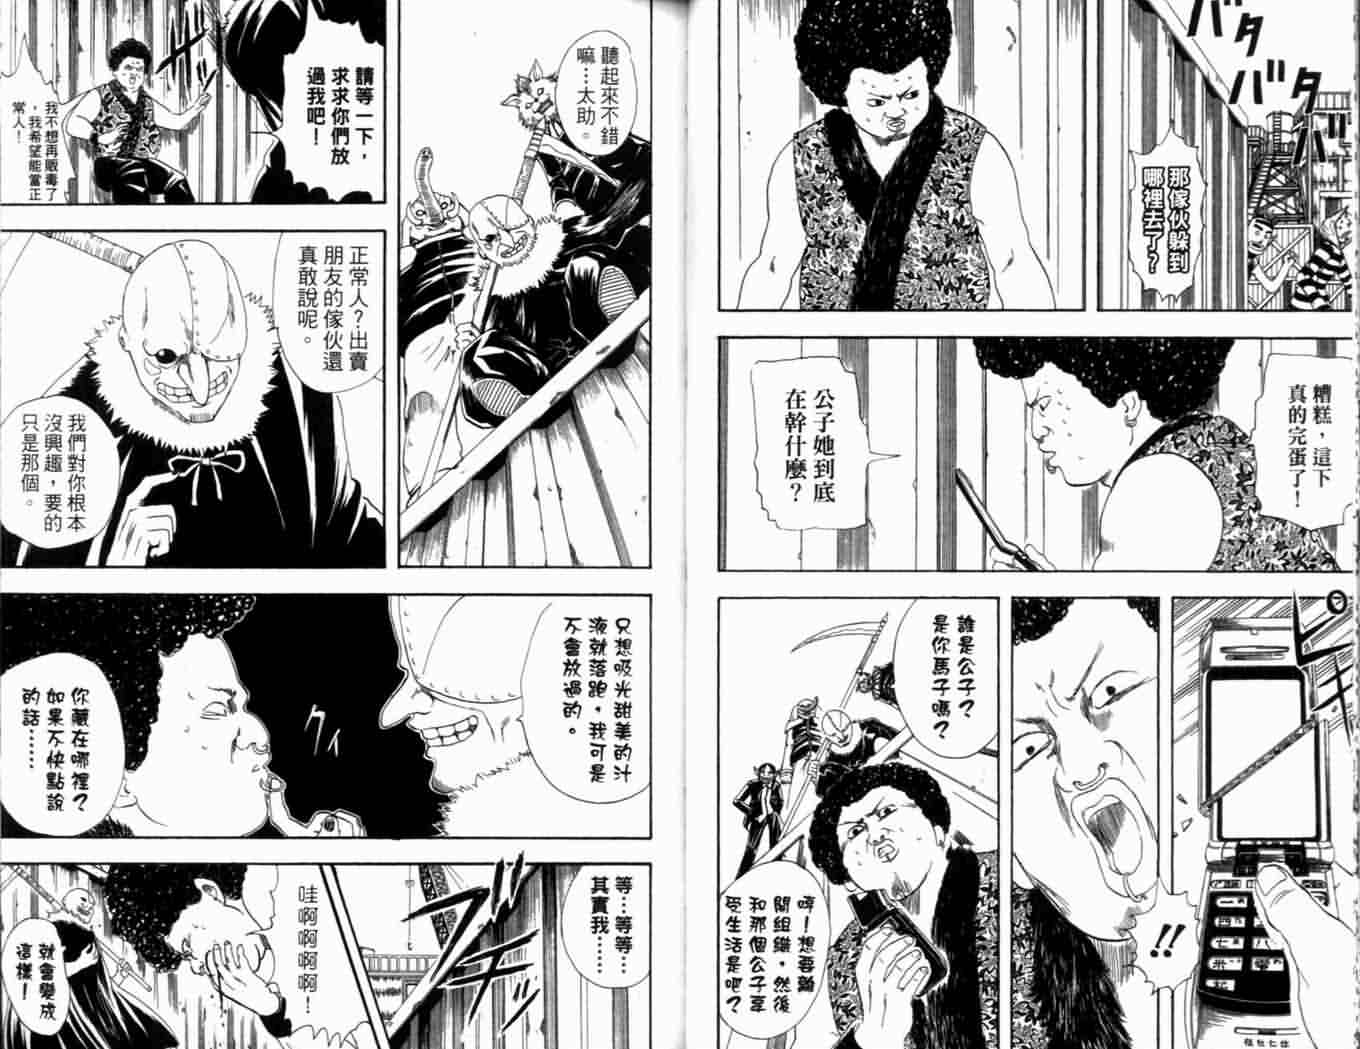 バタ
バタ
那傢伙躲到
哪裡去了？
糟糕，這下
真的完蛋了！
公子她到底
在幹什麼？
!!
誰是公子？
是你馬子嗎？
哼！想要離
開組織，然後
和那個公子享
受生活是吧？
聽起來不錯
嘛…太助。
請等一下，
求求你們放
過我吧！
我不想再販毒了
，我希望能當正
常人！
正常人？出賣
朋友的傢伙還
真敢說呢。
我們對你根本
沒興趣，要的
只是那個。
只想吸光甜美的汁
液就落跑，我可是
不會放過的。
クイ
你藏在哪裡？
如果不快點說
的話……
等…等等…
其實我……
哇啊啊啊啊！
就會變成
這樣！